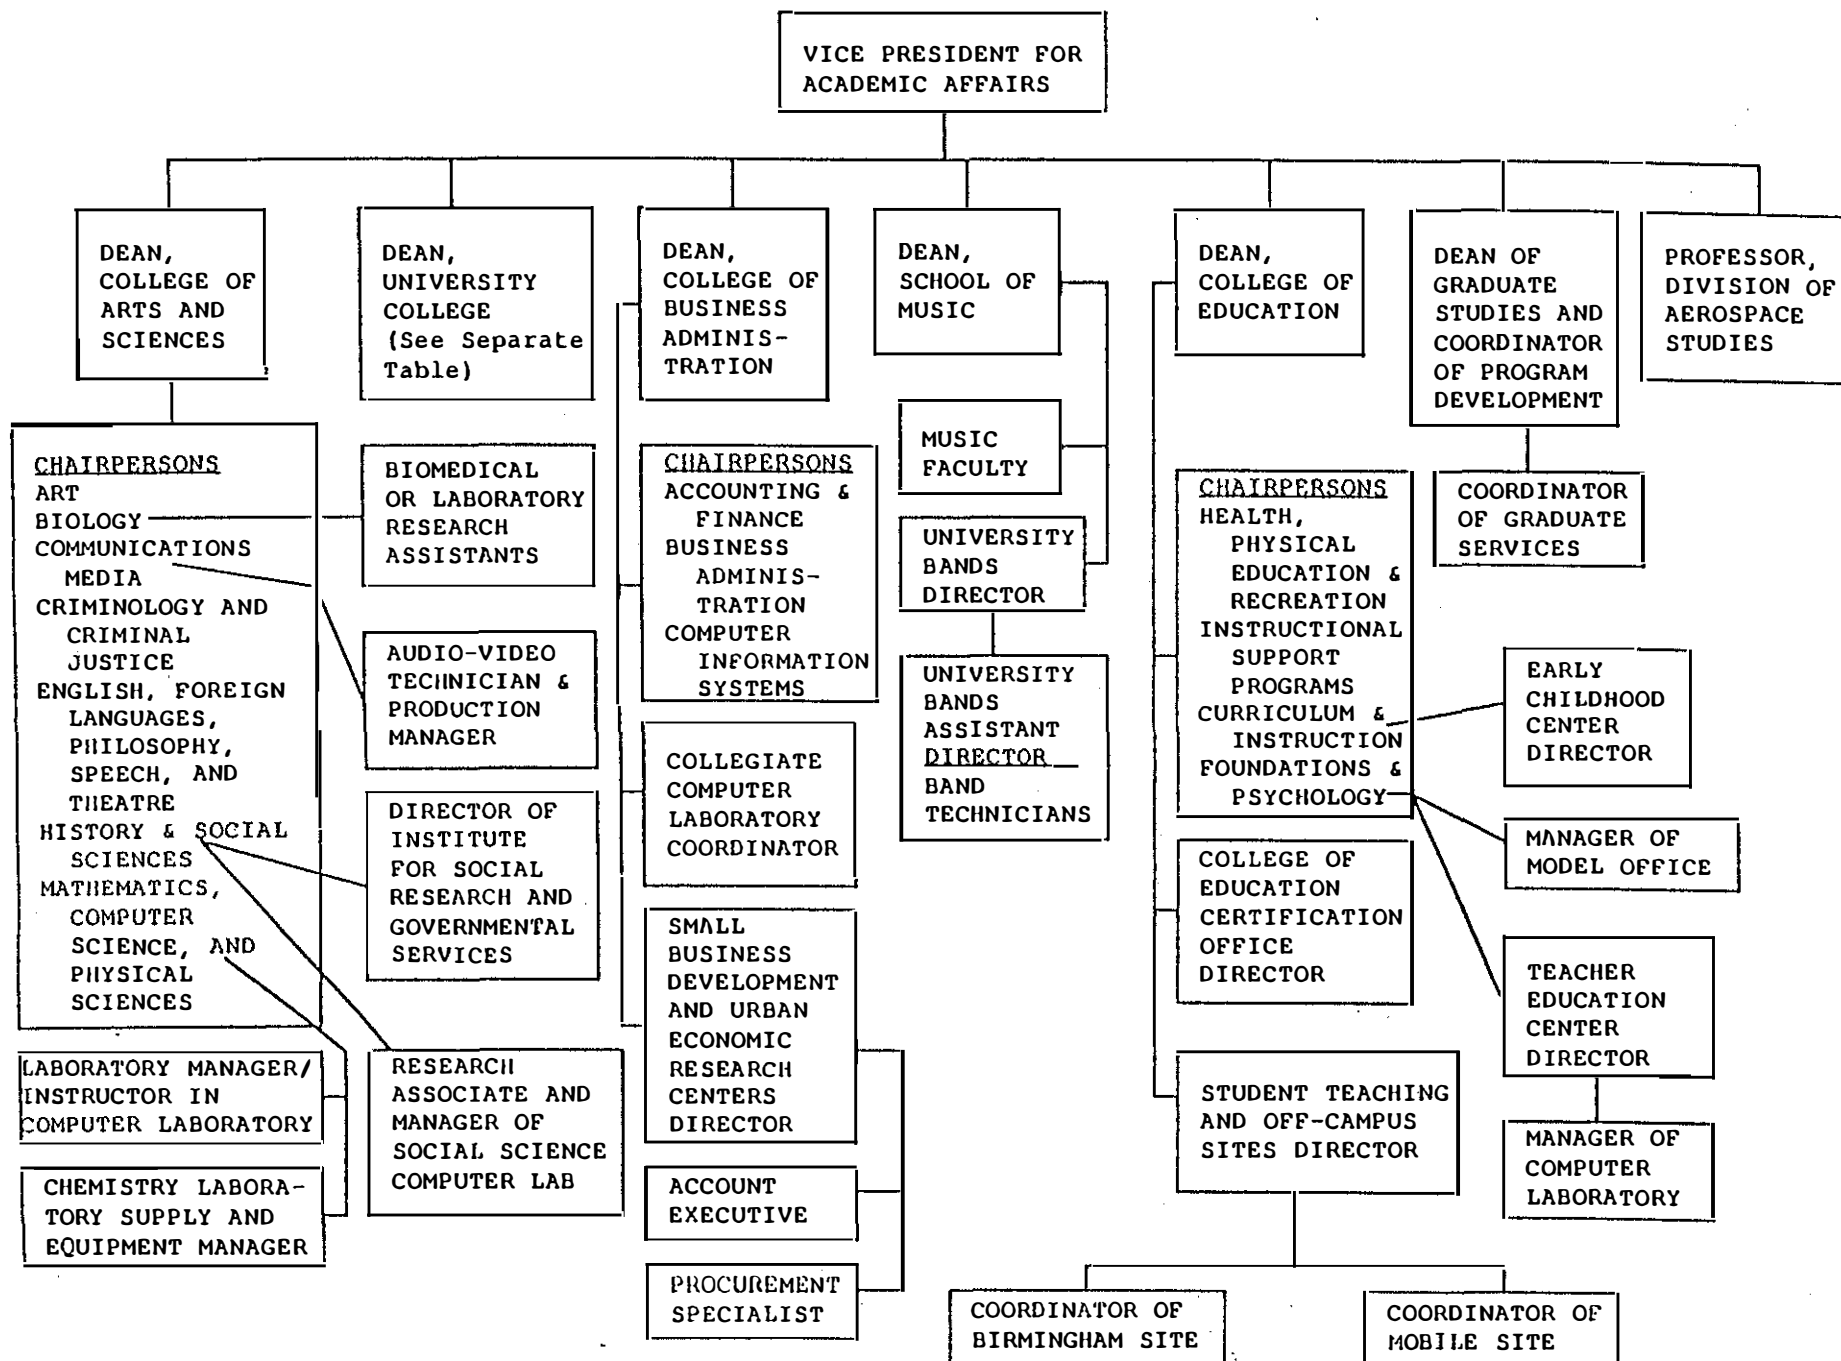 VICE PRESIDENT FOR
ACADEMIC AFFAIRS
DEAN,
COLLEGE OF
ARTS AND
SCIENCES
DEAN,
UNIVERSITY
COLLEGE
(See Separate
Table)
DEAN,
COLLEGE OF
BUSINESS
ADMINIS-
TRATION
DEAN,
SCHOOL OF
MUSIC
DEAN,
COLLEGE OF
EDUCATION
DEAN OF
GRADUATE
STUDIES AND
COORDINATOR
OF PROGRAM
DEVELOPMENT
PROFESSOR,
DIVISION OF
AEROSPACE
STUDIES
CHAIRPERSONS
ART
BIOLOGY
COMMUNICATIONS
MEDIA
CRIMINOLOGY AND
CRIMINAL
JUSTICE
ENGLISH, FOREIGN
LANGUAGES,
PHILOSOPHY,
SPEECH, AND
THEATRE
HISTORY & SOCIAL
SCIENCES
MATHEMATICS,
COMPUTER
SCIENCE, AND
PHYSICAL
SCIENCES
LABORATORY MANAGER/
INSTRUCTOR IN
COMPUTER LABORATORY
CHEMISTRY LABORA-
TORY SUPPLY AND
EQUIPMENT MANAGER
BIOMEDICAL
OR LABORATORY
RESEARCH
ASSISTANTS
AUDIO-VIDEO
TECHNICIAN &
PRODUCTION
MANAGER
DIRECTOR OF
INSTITUTE
FOR SOCIAL
RESEARCH AND
GOVERNMENTAL
SERVICES
RESEARCH
ASSOCIATE AND
MANAGER OF
SOCIAL SCIENCE
COMPUTER LAB
CHAIRPERSONS
ACCOUNTING &
FINANCE
BUSINESS
ADMINIS-
TRATION
COMPUTER
INFORMATION
SYSTEMS
COLLEGIATE
COMPUTER
LABORATORY
COORDINATOR
SMALL
BUSINESS
DEVELOPMENT
AND URBAN
ECONOMIC
RESEARCH
CENTERS
DIRECTOR
ACCOUNT
EXECUTIVE
PROCUREMENT
SPECIALIST
MUSIC
FACULTY
UNIVERSITY
BANDS
DIRECTOR
UNIVERSITY
BANDS
ASSISTANT
DIRECTOR
BAND
TECHNICIANS
CHAIRPERSONS
HEALTH,
PHYSICAL
EDUCATION &
RECREATION
INSTRUCTIONAL
SUPPORT
PROGRAMS
CURRICULUM &
INSTRUCTION
FOUNDATIONS &
PSYCHOLOGY
COLLEGE OF
EDUCATION
CERTIFICATION
OFFICE
DIRECTOR
STUDENT TEACHING
AND OFF-CAMPUS
SITES DIRECTOR
COORDINATOR OF
BIRMINGHAM SITE
COORDINATOR OF
MOBILE SITE
COORDINATOR
OF GRADUATE
SERVICES
EARLY
CHILDHOOD
CENTER
DIRECTOR
MANAGER OF
MODEL OFFICE
TEACHER
EDUCATION
CENTER
DIRECTOR
MANAGER OF
COMPUTER
LABORATORY